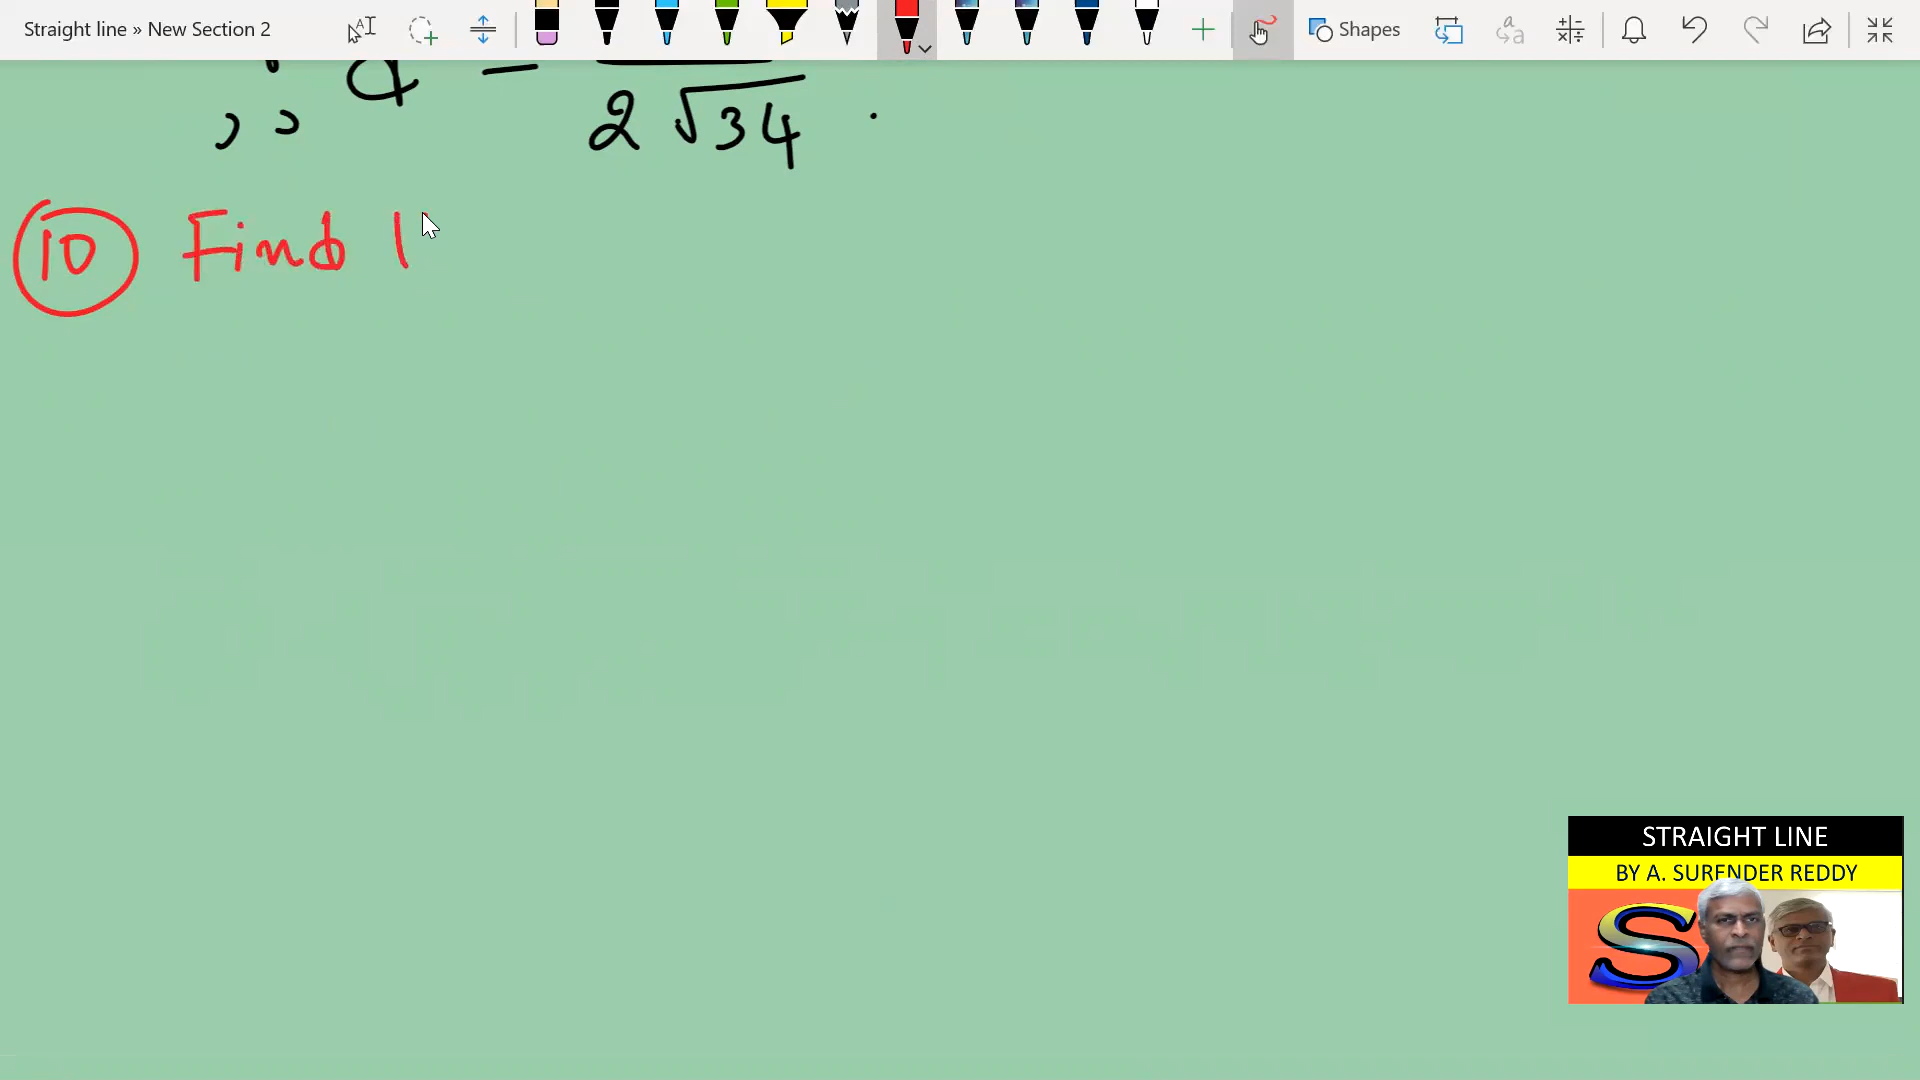 Straight line » New Section 2
Shapes
d =
2 √34 .
10 Find
STRAIGHT LINE
BY A. SURENDER REDDY
S